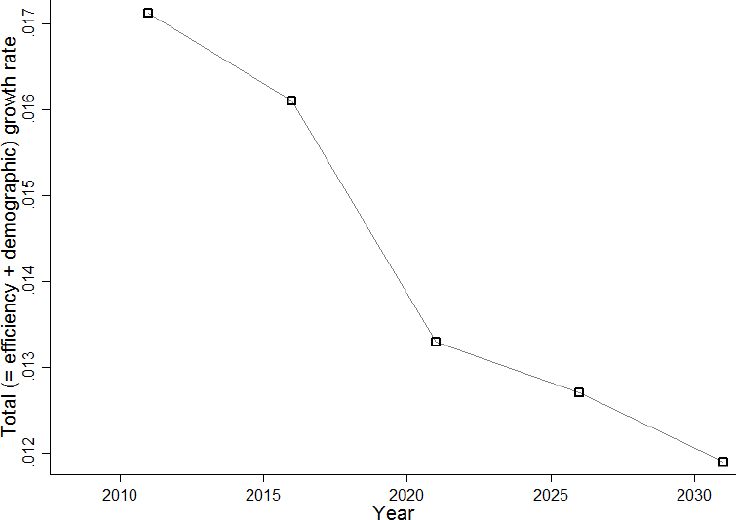 Total (= efficiency + demographic) growth rate
.017
.016
.015
.014
.013
.012
2010 2015 2020 2025 2030
Year